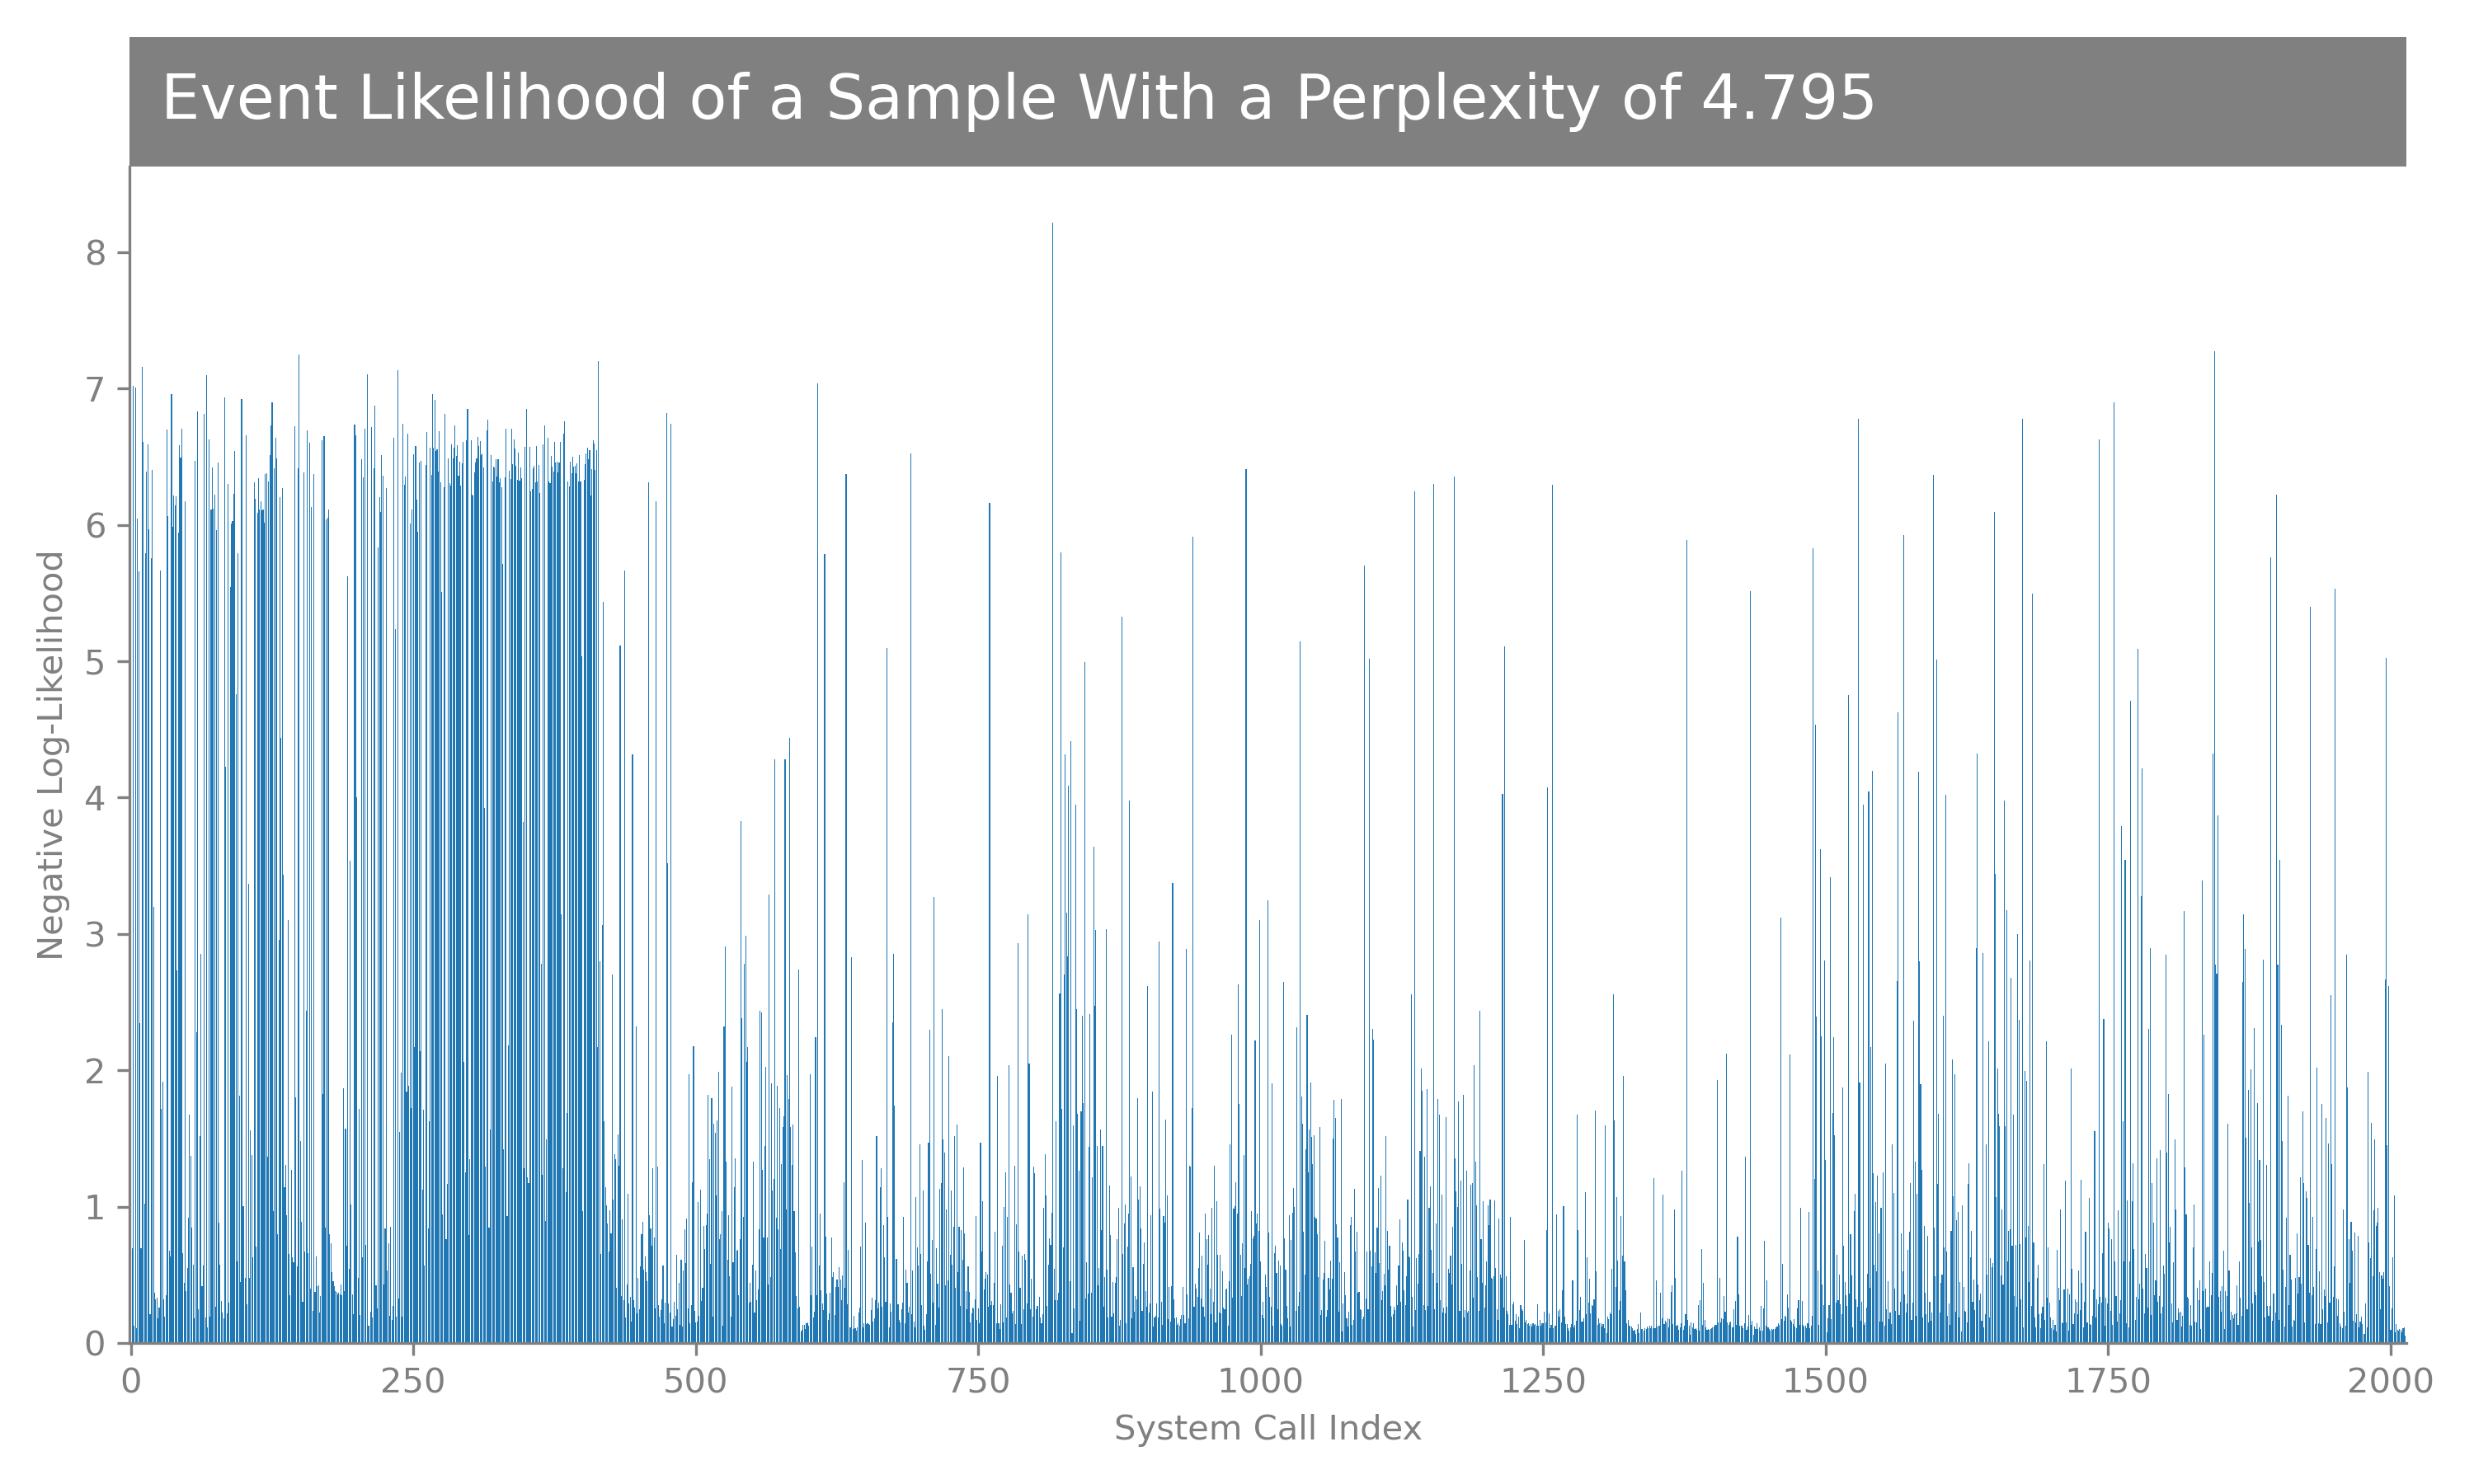 Event Likelihood of a Sample With a Perplexity of 4.795
8
7
6
5
4
3
2
1
0
Negative Log-Likelihood
0 250 500 750 1000 1250 1500 1750 2000
System Call Index